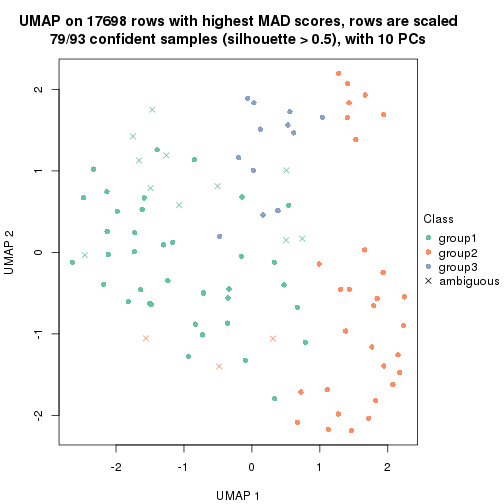 UMAP on 17698 rows with highest MAD scores, rows are scaled
79/93 confident samples (silhouette > 0.5), with 10 PCs
2
1
0
-1
-2
UMAP 2
-2
-1
0
1
2
UMAP 1
Class
group1
group2
group3
ambiguous